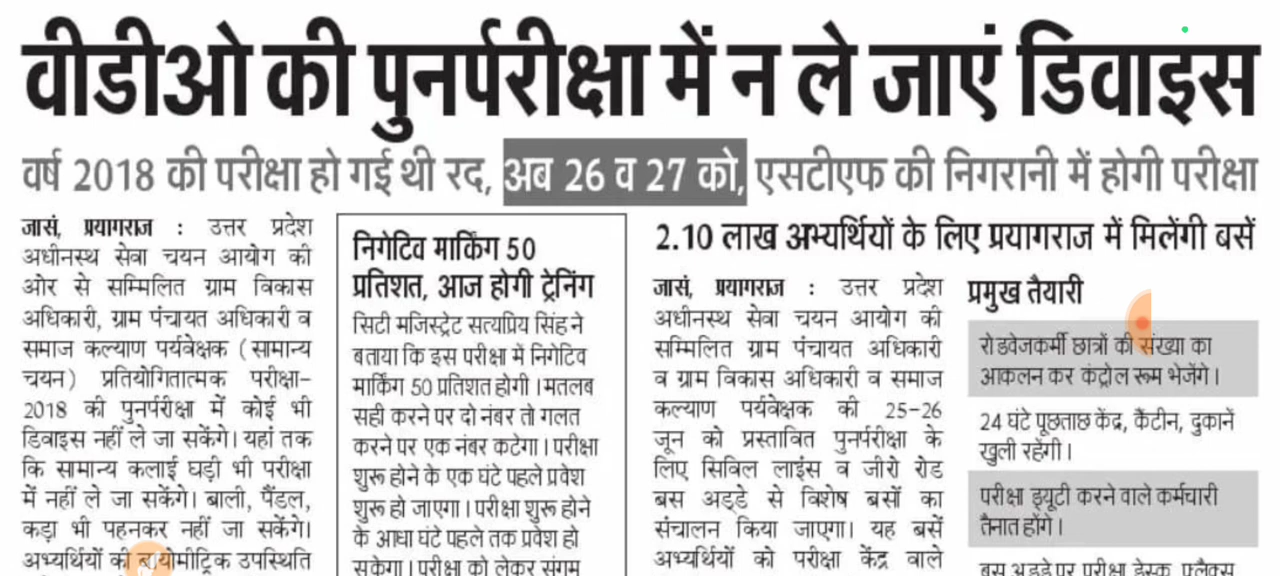 वीडीओ की पुनर्परीक्षा में न ले जाएं डिवाइस
वर्ष 2018 की परीक्षा हो गई थी रद, अब 26 व 27 को, एसटीएफ की निगरानी में होगी परीक्षा
जासं, प्रयागराज : उत्तर प्रदेश
अधीनस्थ सेवा चयन आयोग की
ओर से सम्मिलित ग्राम विकास
अधिकारी, ग्राम पंचायत अधिकारी व
समाज कल्याण पर्यवेक्षक (सामान्य
चयन) प्रतियोगितात्मक परीक्षा-
2018 की पुनर्परीक्षा में कोई भी
डिवाइस नहीं ले जा सकेंगे। यहां तक
कि सामान्य कलाई घड़ी भी परीक्षा
में नहीं ले जा सकेंगे। बाली, पैंडल,
कड़ा भी पहनकर नहीं जा सकेंगे।
अभ्यर्थियों की बायोमीट्रिक उपस्थिति
निगेटिव मार्किंग 50
प्रतिशत, आज होगी ट्रेनिंग
सिटी मजिस्ट्रेट सत्यप्रिय सिंह ने
बताया कि इस परीक्षा में निगेटिव
मार्किंग 50 प्रतिशत होगी। मतलब
सही करने पर दो नंबर तो गलत
करने पर एक नंबर कटेगा। परीक्षा
शुरू होने के एक घंटे पहले प्रवेश
शुरू हो जाएगा। परीक्षा शुरू होने
के आधा घंटे पहले तक प्रवेश हो
सकेगा। परीक्षा को लेकर संगम
2.10 लाख अभ्यर्थियों के लिए प्रयागराज में मिलेंगी बसें
जासं, प्रयागराज : उत्तर प्रदेश
अधीनस्थ सेवा चयन आयोग की
सम्मिलित ग्राम पंचायत अधिकारी
व ग्राम विकास अधिकारी व समाज
कल्याण पर्यवेक्षक की 25-26
जून को प्रस्तावित पुनर्परीक्षा के
लिए सिविल लाइंस व जीरो रोड
बस अड्डे से विशेष बसों का
संचालन किया जाएगा। यह बसें
अभ्यर्थियों को परीक्षा केंद्र वाले
प्रमुख तैयारी
रोडवेजकर्मी छात्रों की संख्या का
आकलन कर कंट्रोल रूम भेजेंगे।
24 घंटे पूछताछ केंद्र, कैंटीन, दुकानें
खुली रहेंगी।
परीक्षा ड्यूटी करने वाले कर्मचारी
तैनात होंगे।
बस अड्डे पर परीक्षा डेस्क, फ्लैक्स